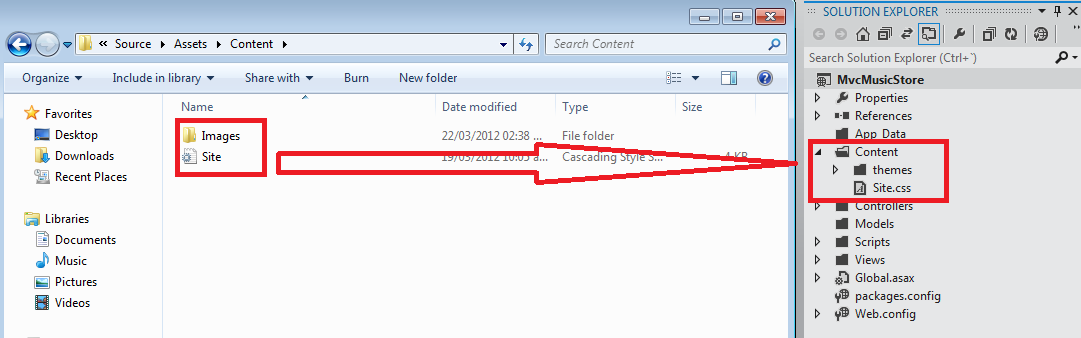 Source ▸ Assets ▸ Content ▸
Search Content
Organize Include in library Share with Burn New folder
Favorites
Desktop
Downloads
Recent Places
Libraries
Documents
Music
Pictures
Videos
Name Date modified Type Size
Images 22/03/2012 02:38 ... File folder
Site 19/03/2012 10:05 a... Cascading Style S... 4 KB
SOLUTION EXPLORER
Search Solution Explorer (Ctrl+`)
MvcMusicStore
Properties
References
App_Data
Content
themes
Site.css
Controllers
Models
Scripts
Views
Global.asax
packages.config
Web.config